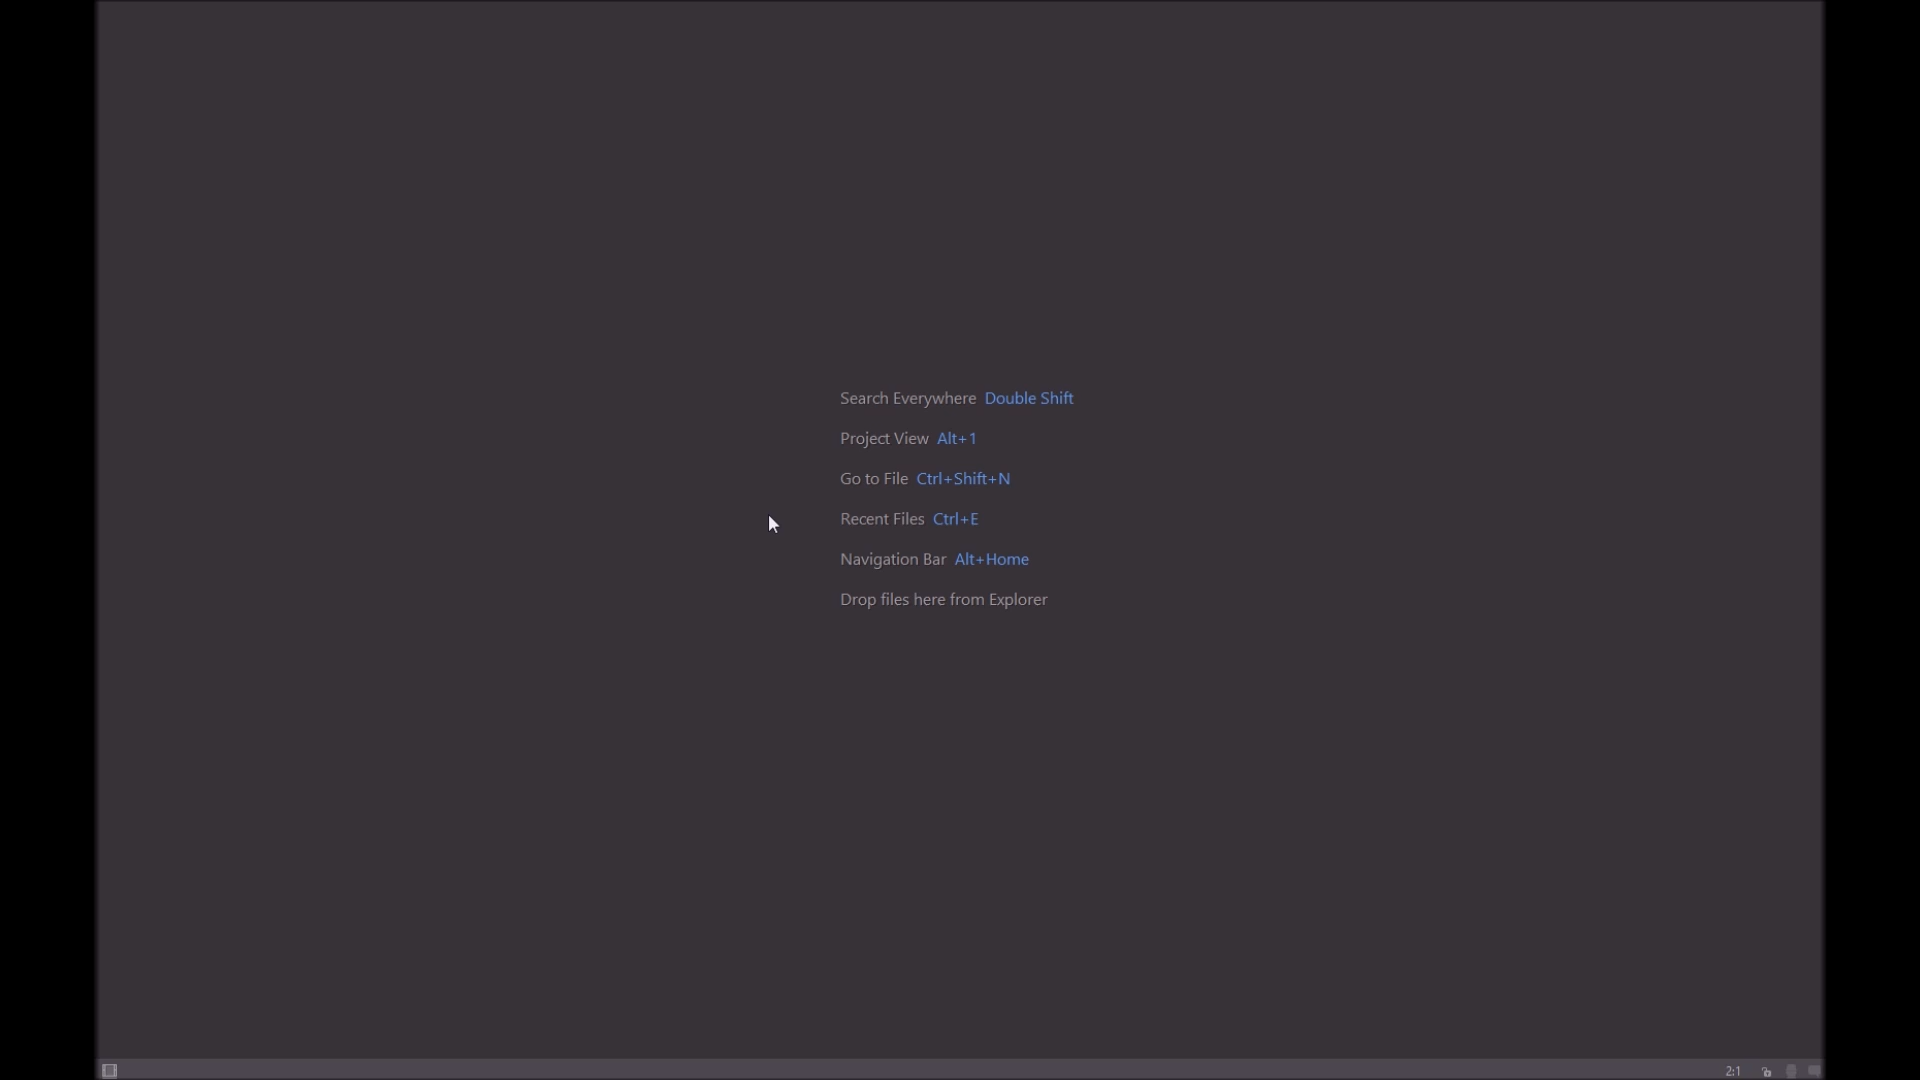 Search Everywhere Double Shift
Project View Alt+1
Go to File Ctrl+Shift+N
Recent Files Ctrl+E
Navigation Bar Alt+Home
Drop files here from Explorer
2:1